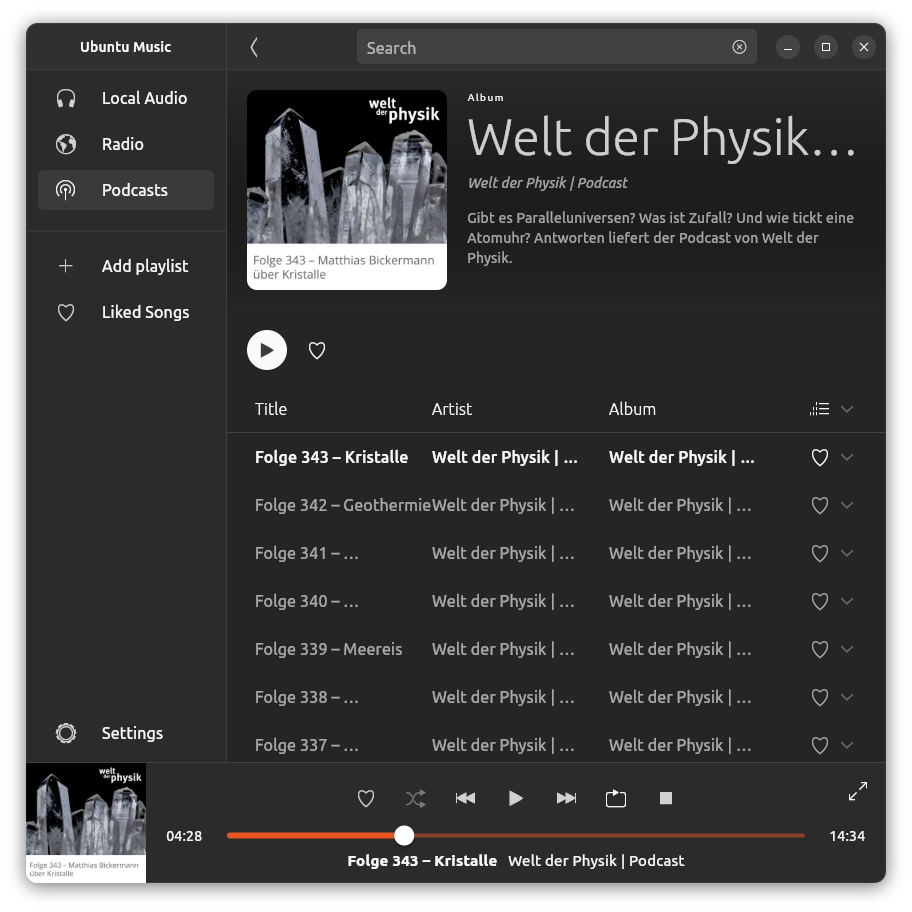 Ubuntu Music
Search
Local Audio
Radio
Podcasts
Add playlist
Liked Songs
Settings
welt
der physik
Folge 343 – Matthias Bickermann
über Kristalle
Album
Welt der Physik…
Welt der Physik | Podcast
Gibt es Paralleluniversen? Was ist Zufall? Und wie tickt eine
Atomuhr? Antworten liefert der Podcast von Welt der
Physik.
Title Artist Album
Folge 343 – Kristalle Welt der Physik | … Welt der Physik | …
Folge 342 – Geothermie Welt der Physik | … Welt der Physik | …
Folge 341 – … Welt der Physik | … Welt der Physik | …
Folge 340 – … Welt der Physik | … Welt der Physik | …
Folge 339 – Meereis Welt der Physik | … Welt der Physik | …
Folge 338 – … Welt der Physik | … Welt der Physik | …
Folge 337 – … Welt der Physik | … Welt der Physik | …
welt
der physik
Folge 343 – Matthias Bickermann
über Kristalle
04:28 14:34
Folge 343 – Kristalle Welt der Physik | Podcast